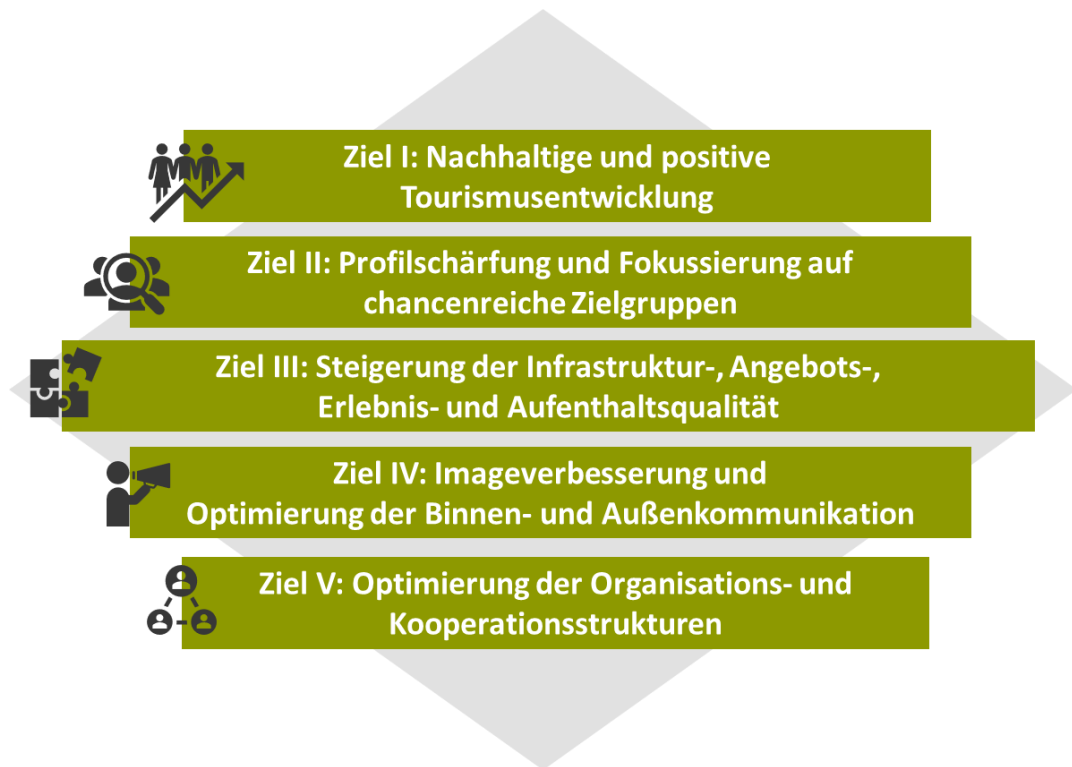 Ziel I: Nachhaltige und positive
Tourismusentwicklung
Ziel II: Profilschärfung und Fokussierung auf
chancenreiche Zielgruppen
Ziel III: Steigerung der Infrastruktur-, Angebots-,
Erlebnis- und Aufenthaltsqualität
Ziel IV: Imageverbesserung und
Optimierung der Binnen- und Außenkommunikation
Ziel V: Optimierung der Organisations- und
Kooperationsstrukturen